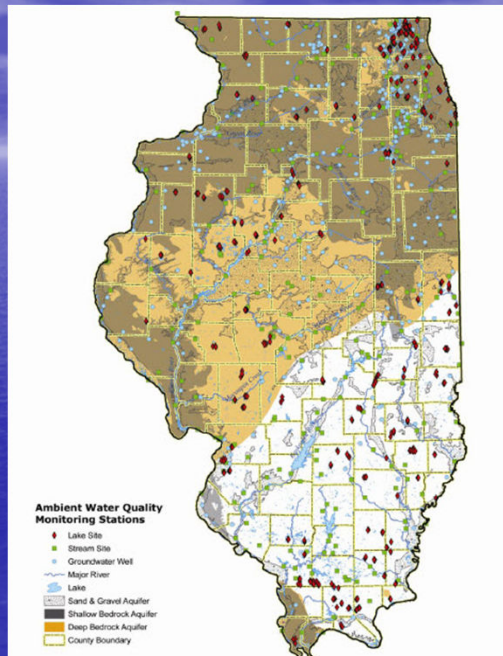 Ambient Water Quality
Monitoring Stations
Lake Site
Stream Site
Groundwater Well
Major River
Lake
Sand & Gravel Aquifer
Shallow Bedrock Aquifer
Deep Bedrock Aquifer
County Boundary